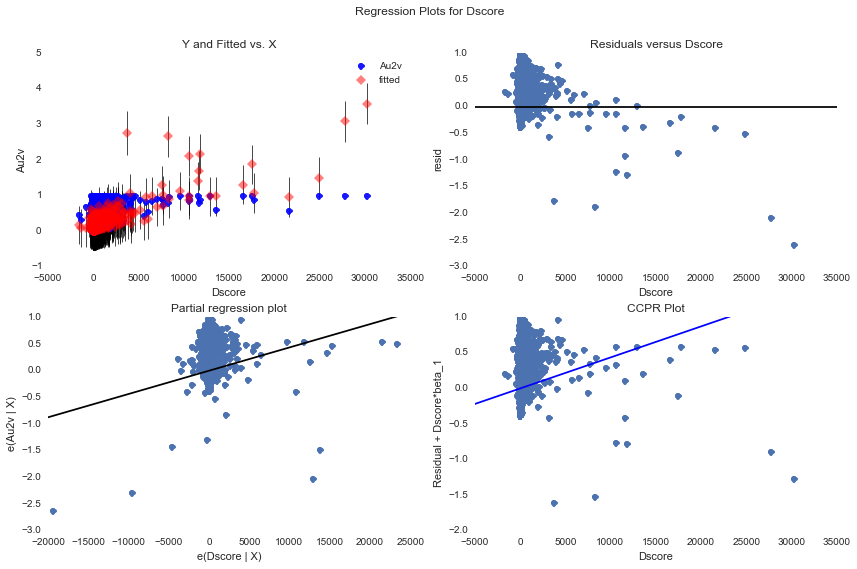 Regression Plots for Dscore
Y and Fitted vs. X
5
4
3
2
1
0
−1
Au2v
Au2v
fitted
−5000 0 5000 10000 15000 20000 25000 30000 35000
Dscore
Residuals versus Dscore
1.0
0.5
0.0
−0.5
−1.0
−1.5
−2.0
−2.5
−3.0
resid
−5000 0 5000 10000 15000 20000 25000 30000 35000
Dscore
Partial regression plot
1.0
0.5
0.0
−0.5
−1.0
−1.5
−2.0
−2.5
−3.0
e(Au2v | X)
−20000 −15000 −10000 −5000 0 5000 10000 15000 20000 25000
e(Dscore | X)
CCPR Plot
1.0
0.5
0.0
−0.5
−1.0
−1.5
−2.0
Residual + Dscore*beta_1
−5000 0 5000 10000 15000 20000 25000 30000 35000
Dscore